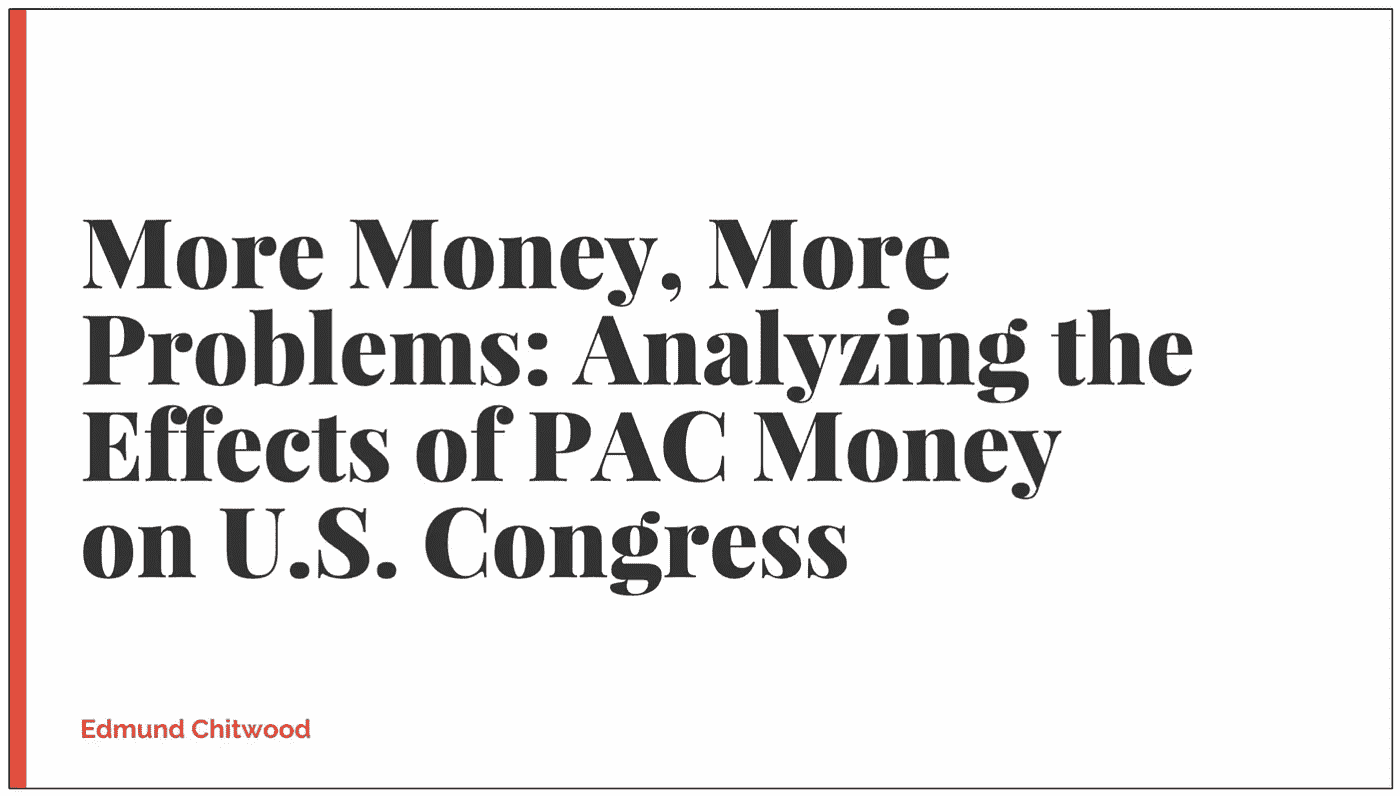 More Money, More
Problems: Analyzing the
Effects of PAC Money
on U.S. Congress
Edmund Chitwood